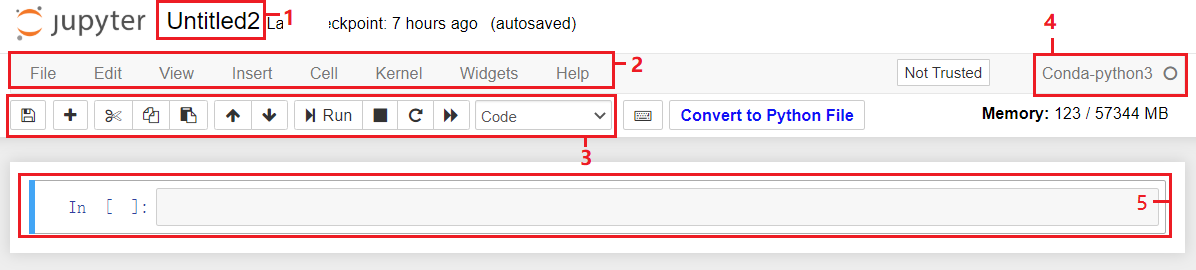 jupyter Untitled2 1 La eckpoint: 7 hours ago (autosaved)
4
File Edit View Insert Cell Kernel Widgets Help 2 Not Trusted Conda-python3
Run Code Convert to Python File Memory: 123 / 57344 MB
3
In [ ]: 5